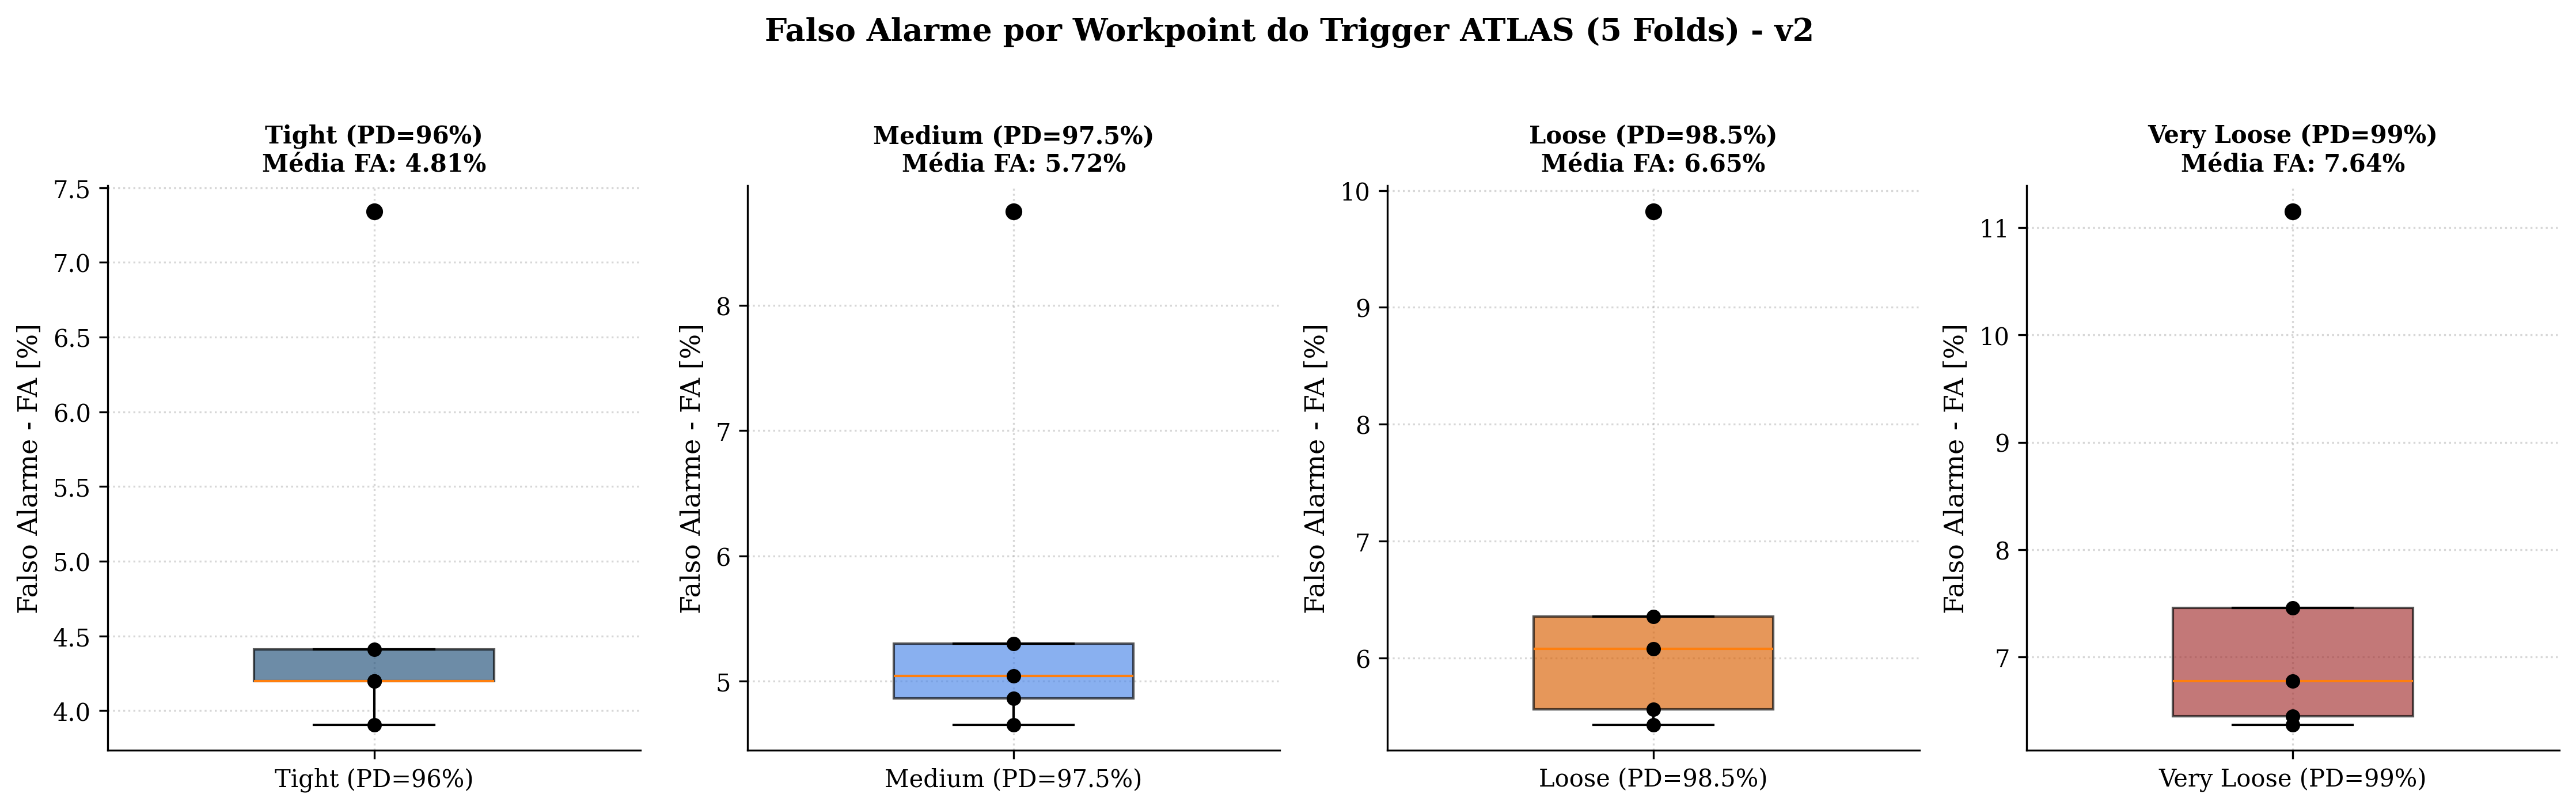 Falso Alarme por Workpoint do Trigger ATLAS (5 Folds) - v2
Tight (PD=96%)
Média FA: 4.81%
Falso Alarme - FA [%]
7.5
7.0
6.5
6.0
5.5
5.0
4.5
4.0
Tight (PD=96%)
Medium (PD=97.5%)
Média FA: 5.72%
Falso Alarme - FA [%]
8
7
6
5
Medium (PD=97.5%)
Loose (PD=98.5%)
Média FA: 6.65%
Falso Alarme - FA [%]
10
9
8
7
6
Loose (PD=98.5%)
Very Loose (PD=99%)
Média FA: 7.64%
Falso Alarme - FA [%]
11
10
9
8
7
Very Loose (PD=99%)